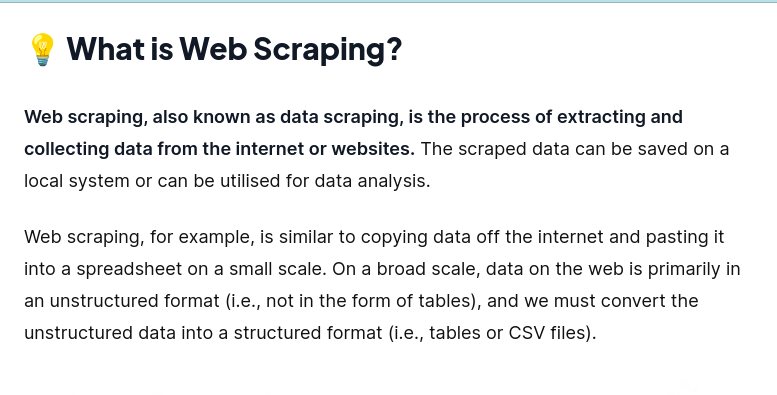 💡 What is Web Scraping?
Web scraping, also known as data scraping, is the process of extracting and
collecting data from the internet or websites. The scraped data can be saved on a
local system or can be utilised for data analysis.
Web scraping, for example, is similar to copying data off the internet and pasting it
into a spreadsheet on a small scale. On a broad scale, data on the web is primarily in
an unstructured format (i.e., not in the form of tables), and we must convert the
unstructured data into a structured format (i.e., tables or CSV files).